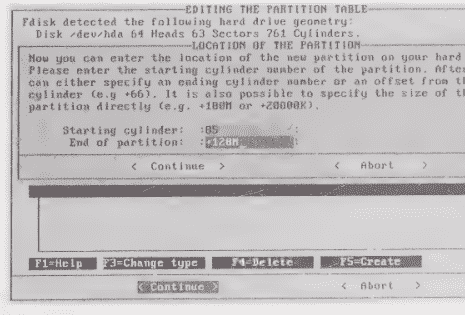 EDITING THE PARTITION TABLE
Fdisk detected the following hard drive geometry:
Disk /dev/hda 64 Heads 63 Sectors 761 Cylinders.
LOCATION OF THE PARTITION
Now you can enter the location of the new partition on your hard
Please enter the starting cylinder number of the partition. After
can either specify an ending cylinder number or an offset from th
cylinder (e.g +66). It is also possible to specify the size of th
partition directly (e.g. +100M or +20000K).
Starting cylinder: :85 :
End of partition: :+128M :
< Continue > < Abort >
F1=Help F3=Change type F4=Delete F5=Create
< Continue > < Abort >